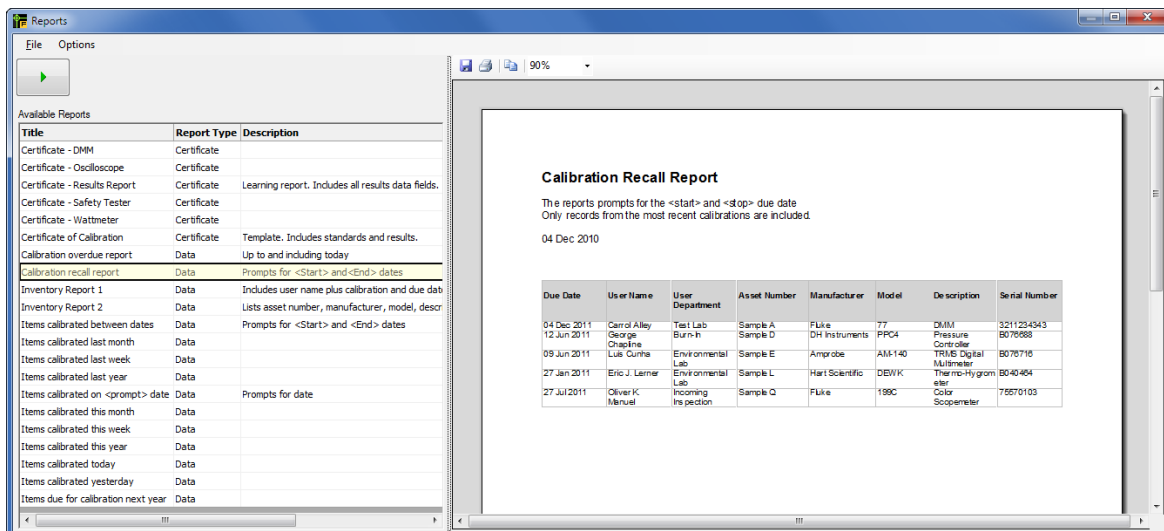 Reports
File Options
90%
Available Reports
Title Report Type Description
Certificate - DMM Certificate
Certificate - Oscilloscope Certificate
Certificate - Results Report Certificate Learning report. Includes all results data fields.
Certificate - Safety Tester Certificate
Certificate - Wattmeter Certificate
Certificate of Calibration Certificate Template. Includes standards and results.
Calibration overdue report Data Up to and including today
Calibration recall report Data Prompts for <Start> and <End> dates
Inventory Report 1 Data Includes user name plus calibration and due dat
Inventory Report 2 Data Lists asset number, manufacturer, model, descr
Items calibrated between dates Data Prompts for <Start> and <End> dates
Items calibrated last month Data
Items calibrated last week Data
Items calibrated last year Data
Items calibrated on <prompt> date Data Prompts for date
Items calibrated this month Data
Items calibrated this week Data
Items calibrated this year Data
Items calibrated today Data
Items calibrated yesterday Data
Items due for calibration next year Data
Calibration Recall Report
The reports prompts for the <start> and <stop> due date
Only records from the most recent calibrations are included.
04 Dec 2010
Due Date User Name User Asset Number Manufacturer Model Description Serial Number
Department
04 Dec 2011 Carrol Alley Test Lab Sample A Fluke 77 DMM 3211234343
12 Jun 2011 George Burn-In Sample D DH Instruments PPC4 Pressure B076688
Chapline Controller
09 Jun 2011 Luis Cunha Environmental Sample E Amprobe AM-140 TRMS Digital B076716
Lab Multimeter
27 Jan 2011 Eric J. Lerner Environmental Sample L Hart Scientific DEWK Thermo-Hygrom B040464
Lab eter
27 Jul 2011 Oliver K. Incoming Sample Q Fluke 199C Color 75570103
Manuel Inspection Scopemeter